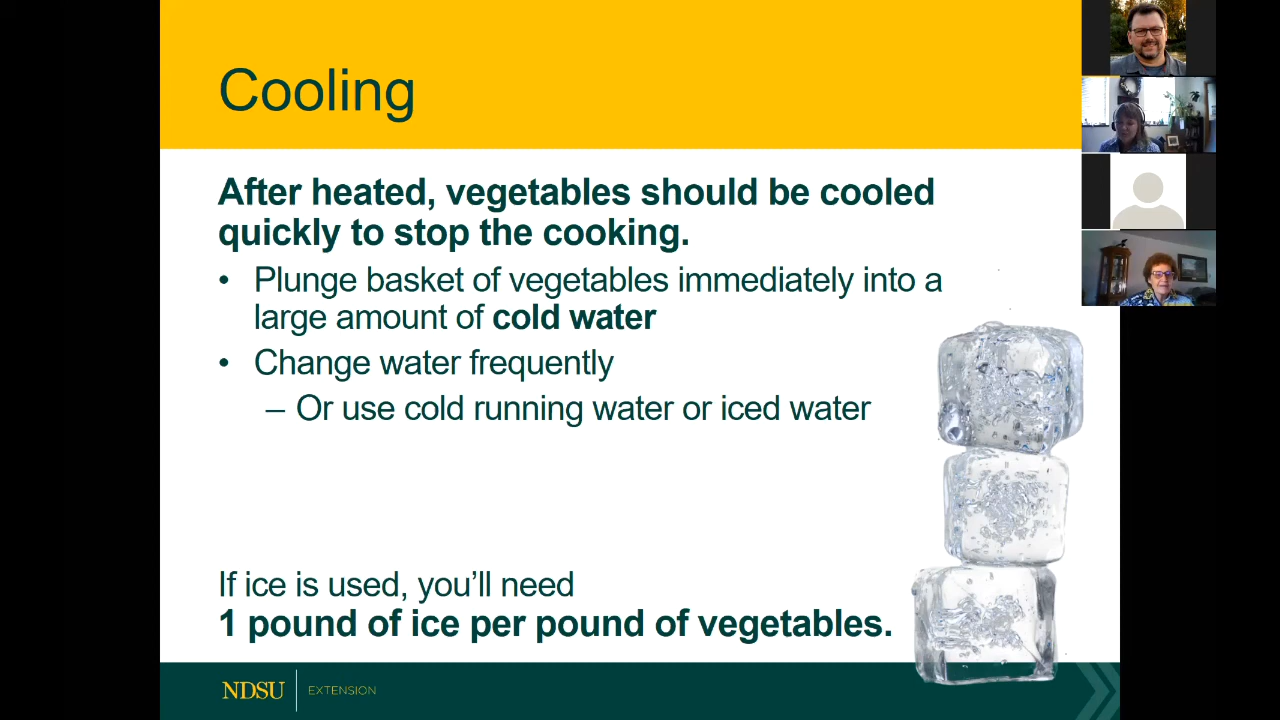 Cooling
After heated, vegetables should be cooled
quickly to stop the cooking.
• Plunge basket of vegetables immediately into a
large amount of cold water
• Change water frequently
– Or use cold running water or iced water
If ice is used, you’ll need
1 pound of ice per pound of vegetables.
NDSU EXTENSION